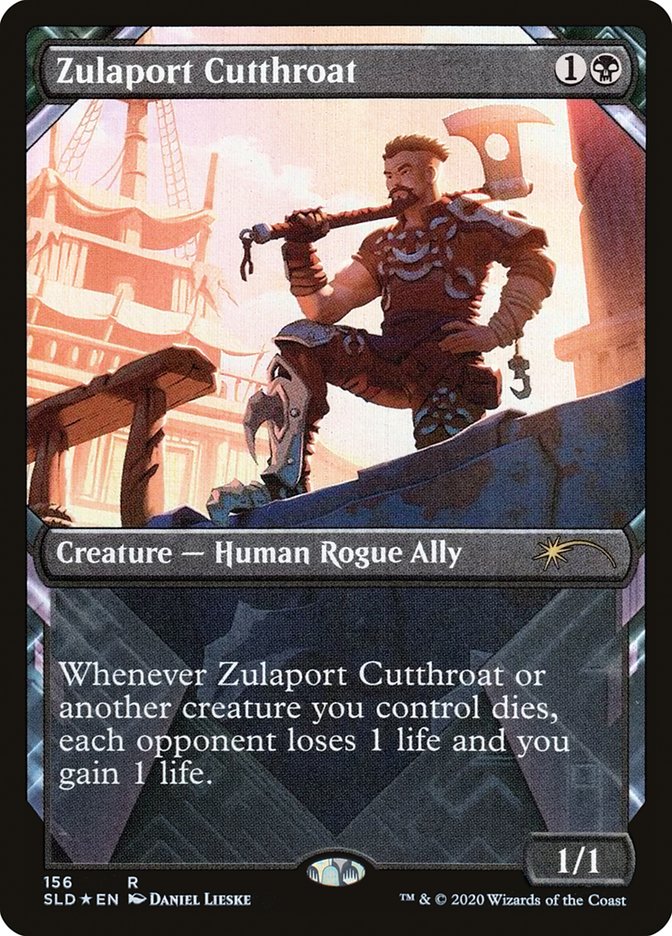 Zulaport Cutthroat 1
Creature — Human Rogue Ally
Whenever Zulaport Cutthroat or
another creature you control dies,
each opponent loses 1 life and you
gain 1 life.
1/1
156 R
SLD★EN Daniel Lieske
™ & © 2020 Wizards of the Coast